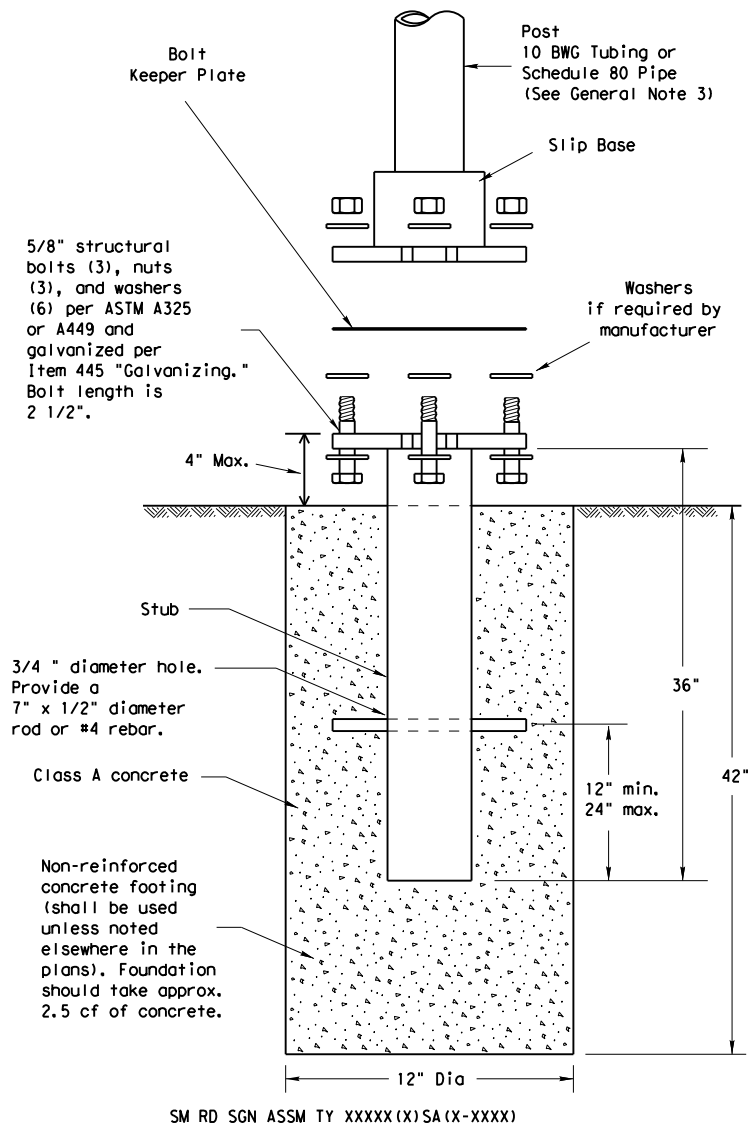 Post
10 BWG Tubing or
Schedule 80 Pipe
(See General Note 3)
Bolt
Keeper Plate
Slip Base
5/8" structural
bolts (3), nuts
(3), and washers
(6) per ASTM A325
or A449 and
galvanized per
Item 445 "Galvanizing."
Bolt length is
2 1/2".
Washers
if required by
manufacturer
4" Max.
Stub
3/4 " diameter hole.
Provide a
7" x 1/2" diameter
rod or #4 rebar.
36"
42"
12" min.
24" max.
Class A concrete
Non-reinforced
concrete footing
(shall be used
unless noted
elsewhere in the
plans). Foundation
should take approx.
2.5 cf of concrete.
12" Dia
SM RD SGN ASSM TY XXXXX(X)SA(X-XXXX)